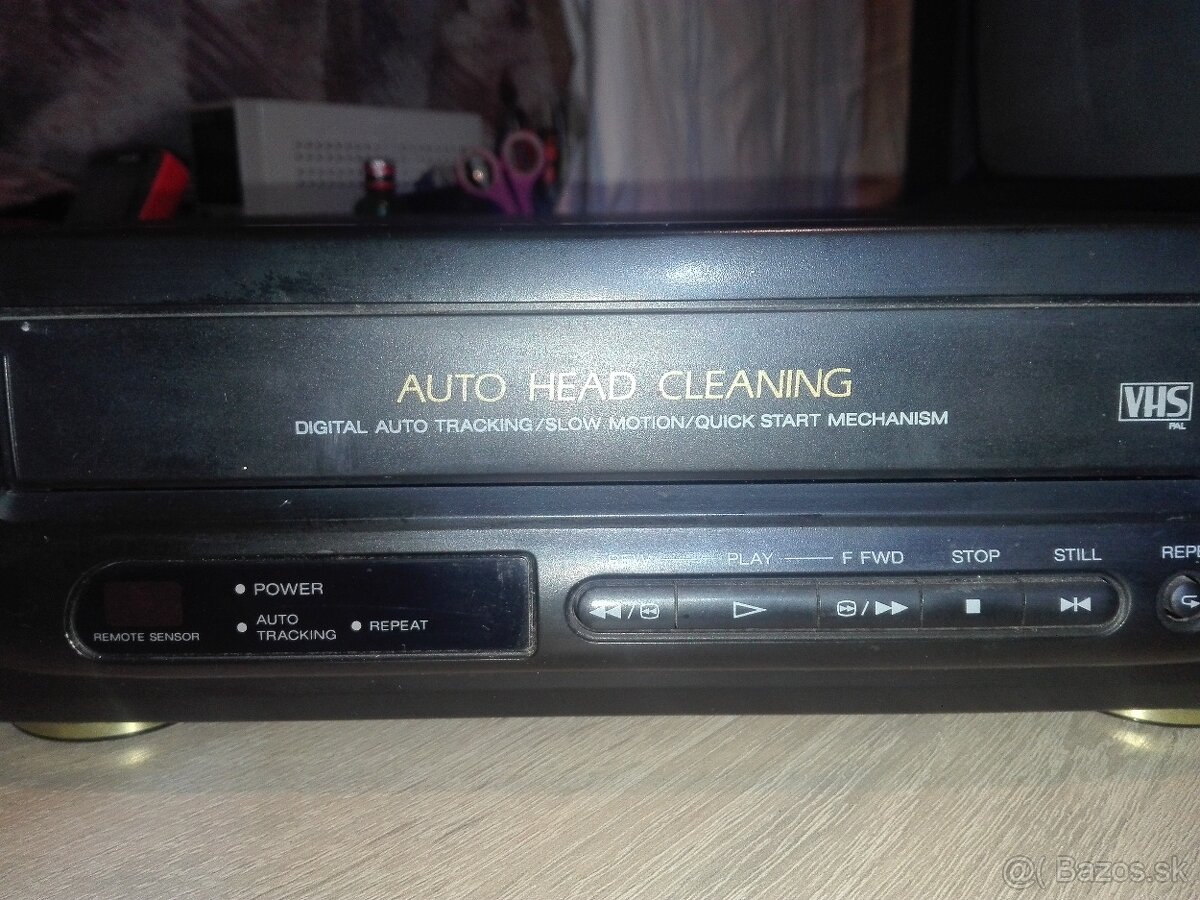 AUTO HEAD CLEANING
DIGITAL AUTO TRACKING/SLOW MOTION/QUICK START MECHANISM
VHS
PAL
PLAY F FWD STOP STILL
POWER
AUTO
TRACKING
REPEAT
REMOTE SENSOR
@( Bazos.sk